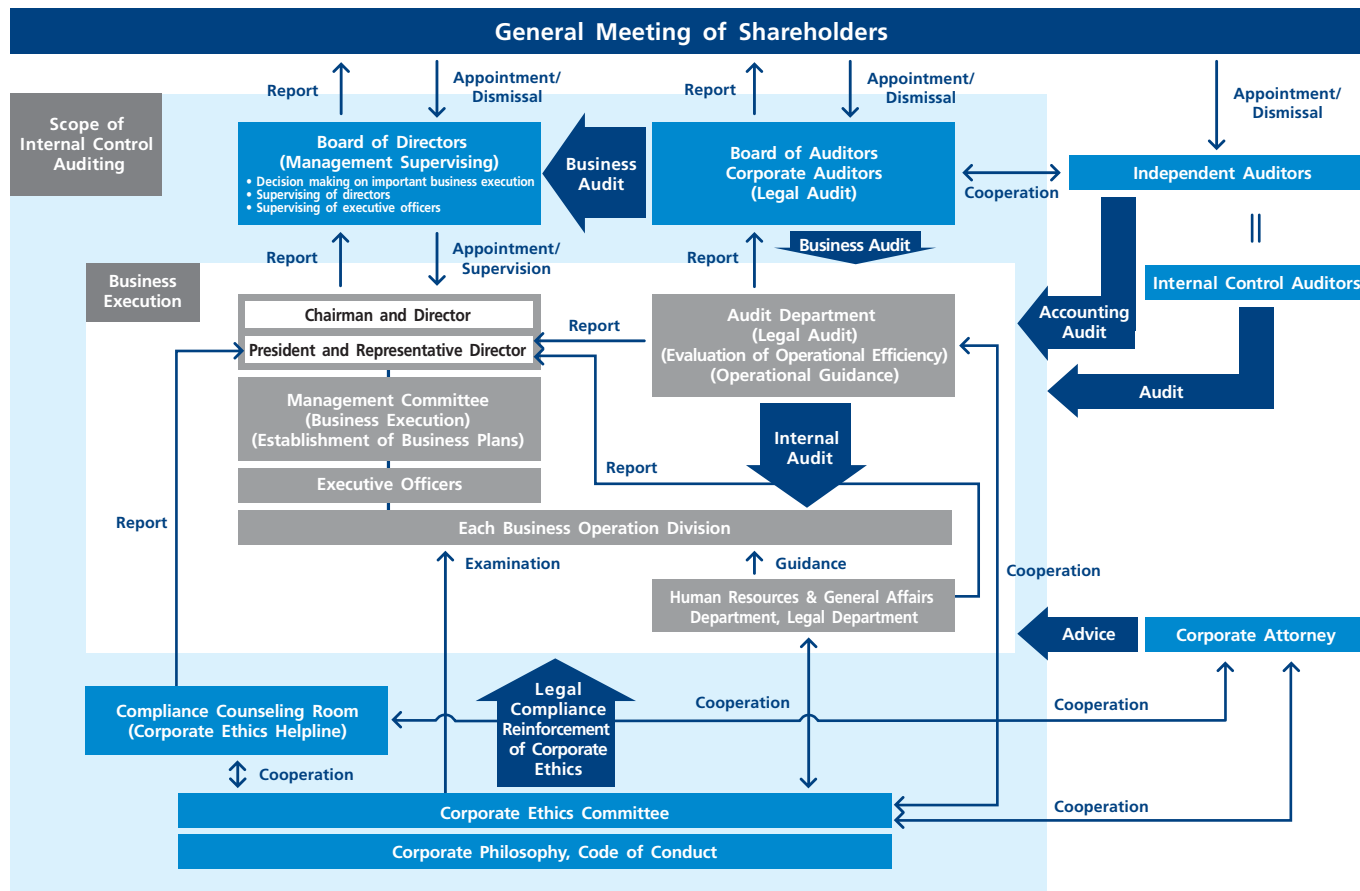 General Meeting of Shareholders
Report
Appointment/
Dismissal
Report
Appointment/
Dismissal
Appointment/
Dismissal
Scope of
Internal Control
Auditing
Board of Directors
(Management Supervising)
• Decision making on important business execution
• Supervising of directors
• Supervising of executive officers
Business
Audit
Board of Auditors
Corporate Auditors
(Legal Audit)
Cooperation
Independent Auditors
Report
Appointment/
Supervision
Report
Business Audit
Business
Execution
Internal Control Auditors
Chairman and Director
President and Representative Director
Report
Audit Department
(Legal Audit)
(Evaluation of Operational Efficiency)
(Operational Guidance)
Accounting
Audit
Audit
Management Committee
(Business Execution)
(Establishment of Business Plans)
Internal
Audit
Report
Executive Officers
Report
Each Business Operation Division
Examination
Guidance
Cooperation
Human Resources & General Affairs
Department, Legal Department
Advice
Corporate Attorney
Compliance Counseling Room
(Corporate Ethics Helpline)
Legal
Compliance
Reinforcement
of Corporate
Ethics
Cooperation
Cooperation
Cooperation
Corporate Ethics Committee
Cooperation
Corporate Philosophy, Code of Conduct